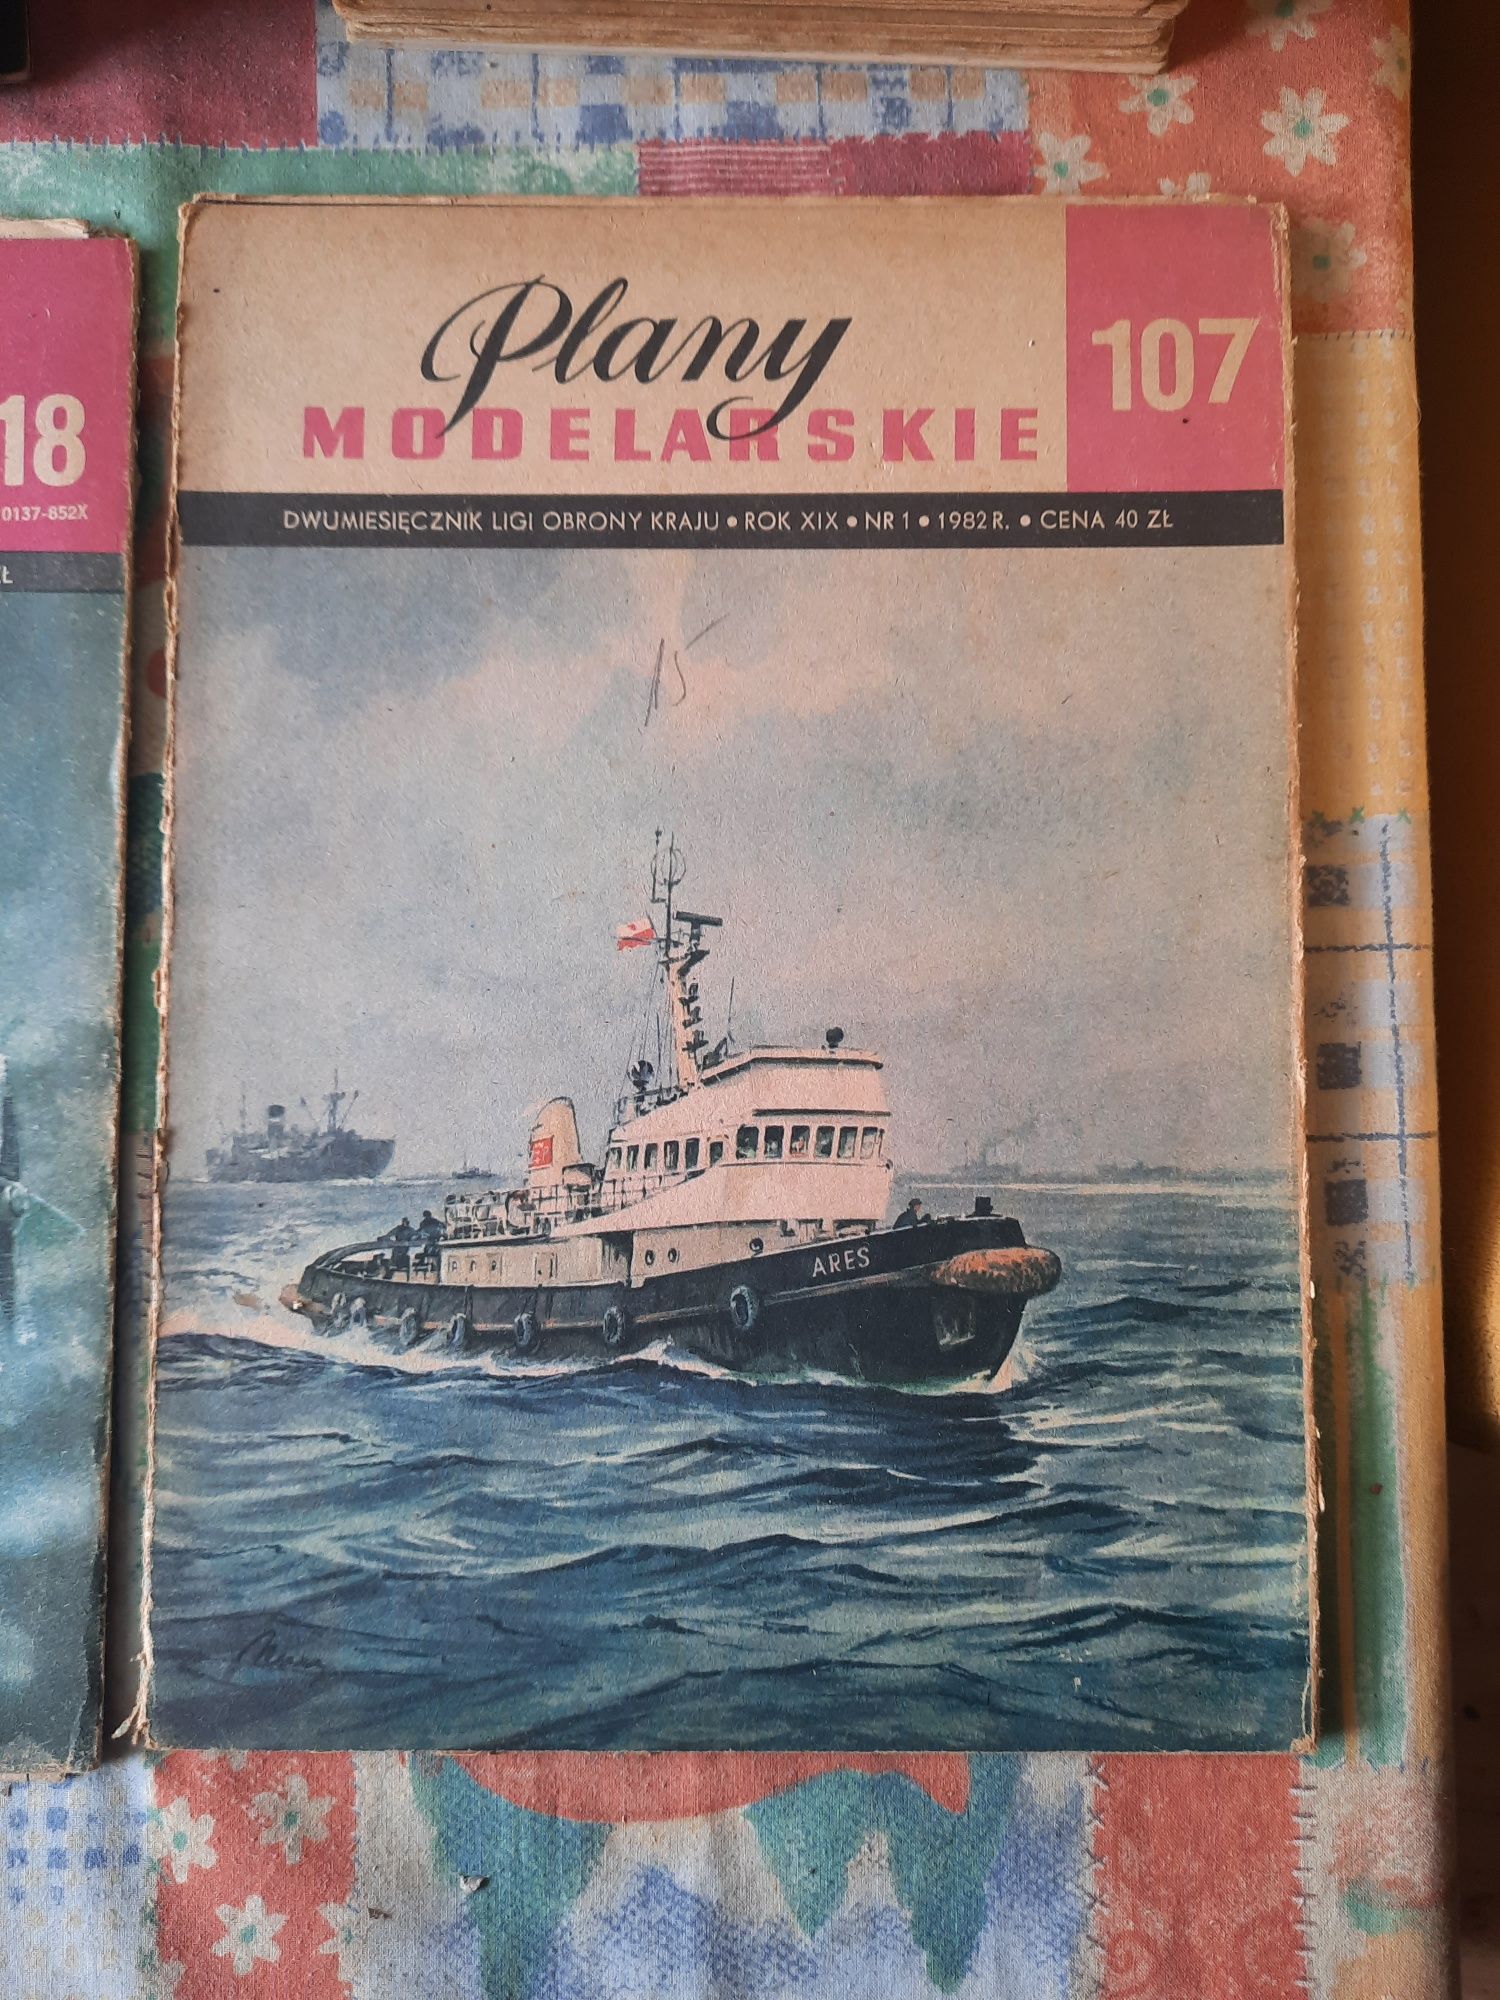 Plany
MODELARSKIE
107
DWUMIESIĘCZNIK LIGI OBRONY KRAJU • ROK XIX • NR 1 • 1982 R. • CENA 40 ZŁ
ARES
18
0137-852X